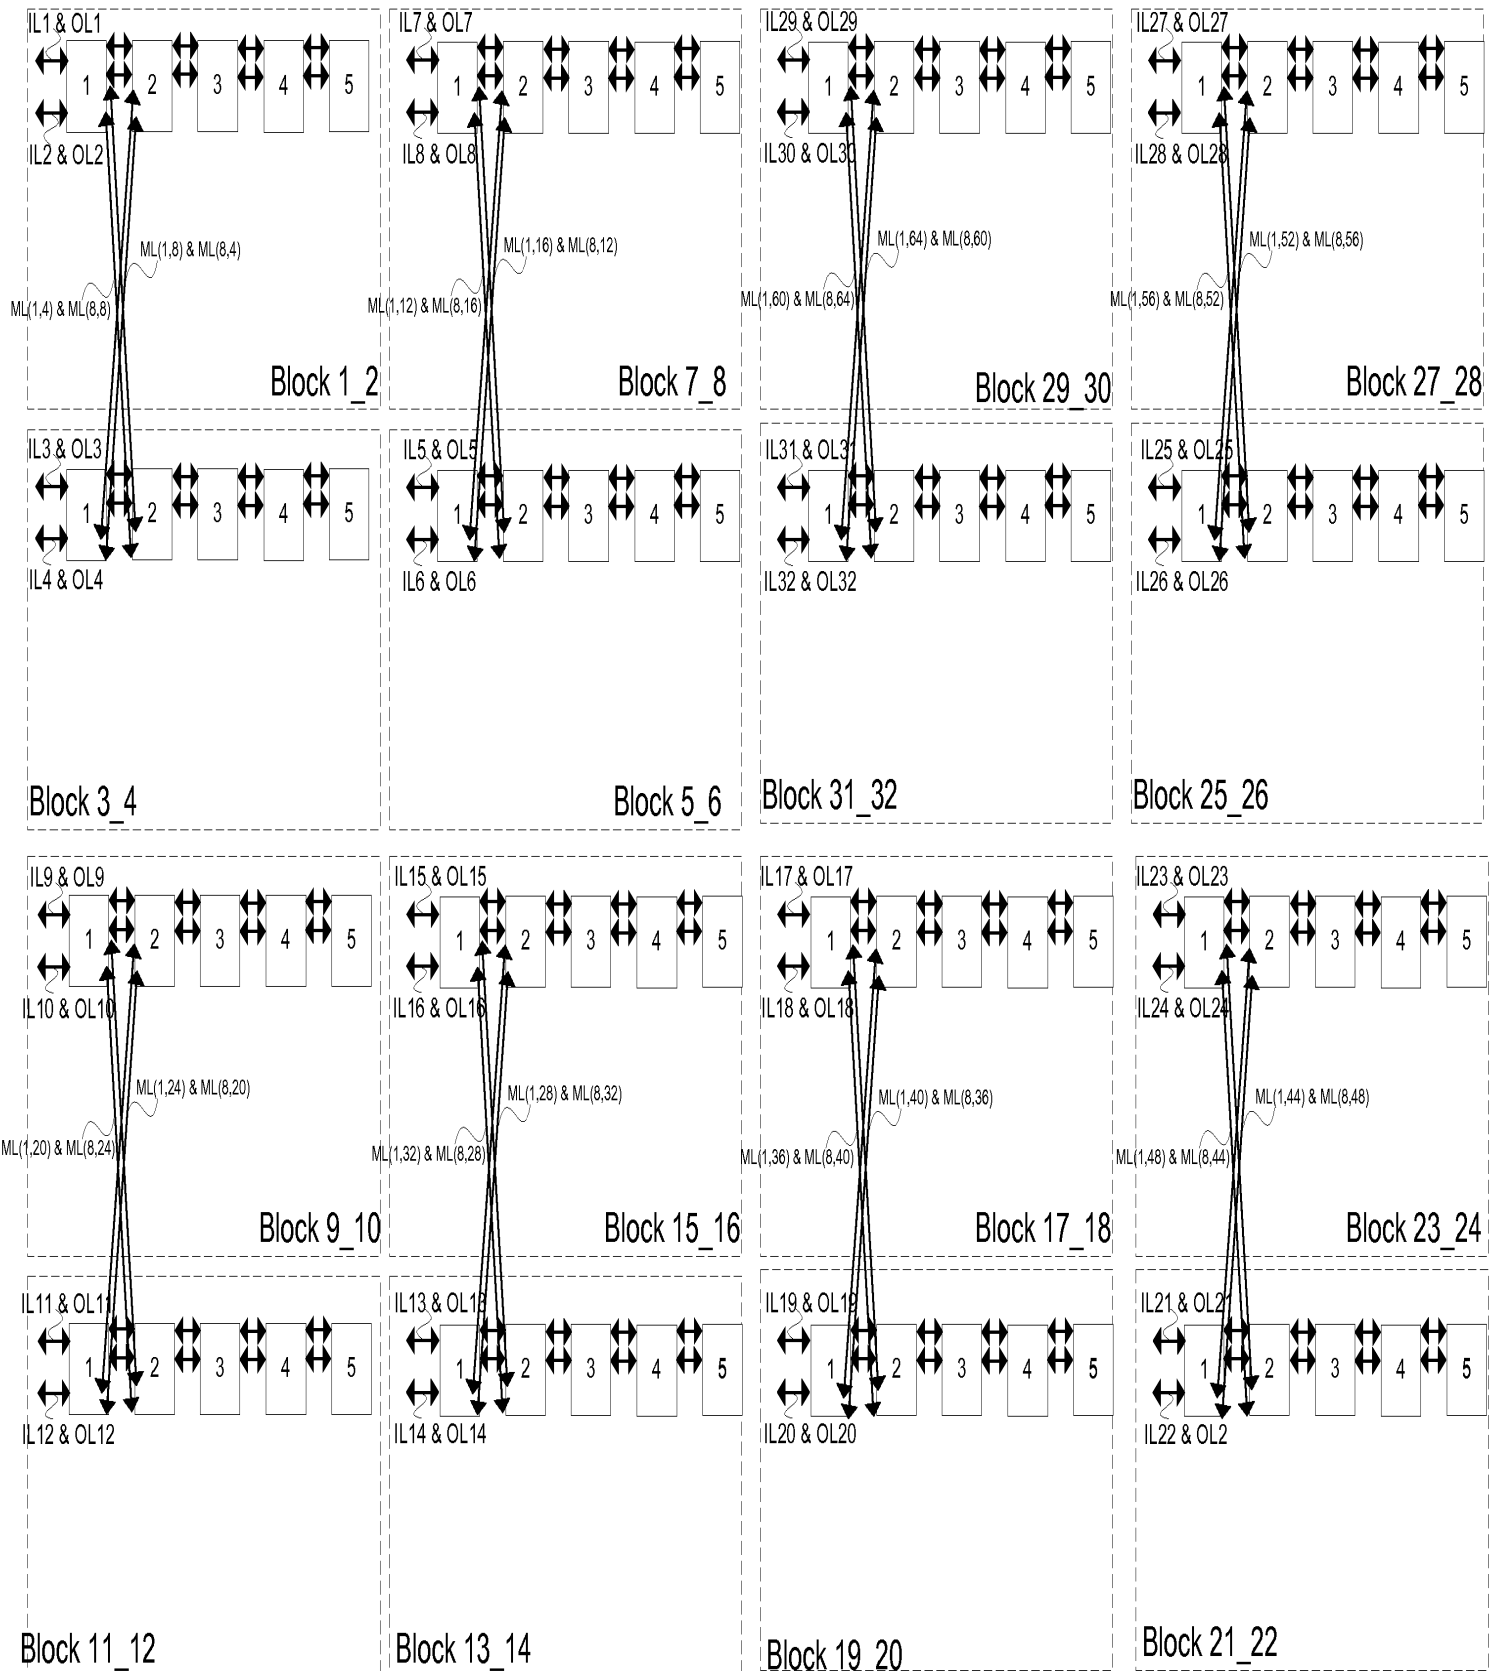 IL1 & OL1
1 2 3 4 5
IL2 & OL2
ML(1,8) & ML(8,4)
ML(1,4) & ML(8,8)
Block 1_2
IL7 & OL7
1 2 3 4 5
IL8 & OL8
ML(1,16) & ML(8,12)
ML(1,12) & ML(8,16)
Block 7_8
IL29 & OL29
1 2 3 4 5
IL30 & OL30
ML(1,64) & ML(8,60)
ML(1,60) & ML(8,64)
Block 29_30
IL27 & OL27
1 2 3 4 5
IL28 & OL28
ML(1,52) & ML(8,56)
ML(1,56) & ML(8,52)
Block 27_28
IL3 & OL3
1 2 3 4 5
IL4 & OL4
Block 3_4
IL5 & OL5
1 2 3 4 5
IL6 & OL6
Block 5_6
IL31 & OL31
1 2 3 4 5
IL32 & OL32
Block 31_32
IL25 & OL25
1 2 3 4 5
IL26 & OL26
Block 25_26
IL9 & OL9
1 2 3 4 5
IL10 & OL10
ML(1,24) & ML(8,20)
ML(1,20) & ML(8,24)
Block 9_10
IL15 & OL15
1 2 3 4 5
IL16 & OL16
ML(1,28) & ML(8,32)
ML(1,32) & ML(8,28)
Block 15_16
IL17 & OL17
1 2 3 4 5
IL18 & OL18
ML(1,40) & ML(8,36)
ML(1,36) & ML(8,40)
Block 17_18
IL23 & OL23
1 2 3 4 5
IL24 & OL24
ML(1,44) & ML(8,48)
ML(1,48) & ML(8,44)
Block 23_24
IL11 & OL11
1 2 3 4 5
IL12 & OL12
Block 11_12
IL13 & OL13
1 2 3 4 5
IL14 & OL14
Block 13_14
IL19 & OL19
1 2 3 4 5
IL20 & OL20
Block 19_20
IL21 & OL21
1 2 3 4 5
IL22 & OL2
Block 21_22